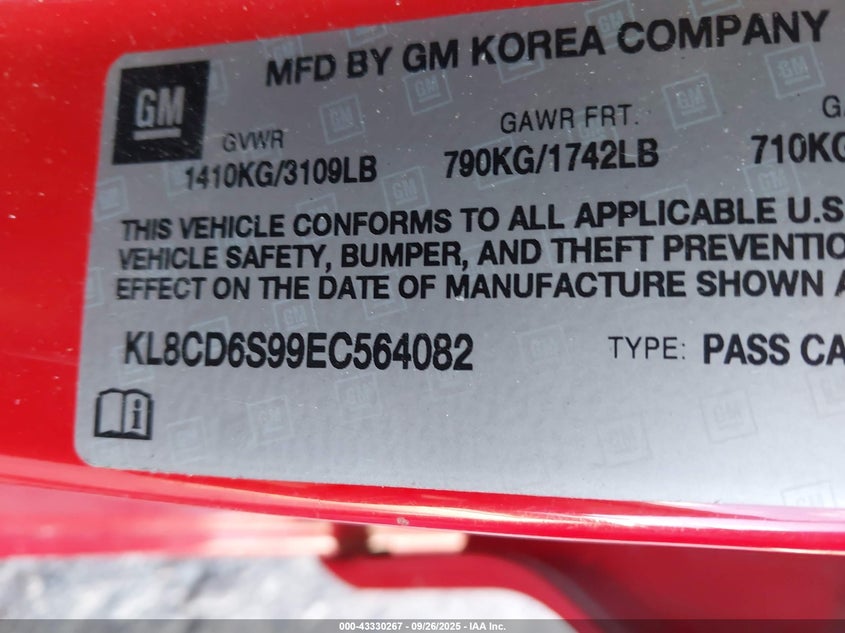 MFD BY GM KOREA COMPANY
GM
GVWR GAWR FRT.
1410KG/3109LB 790KG/1742LB 710KG
THIS VEHICLE CONFORMS TO ALL APPLICABLE U.S
VEHICLE SAFETY, BUMPER, AND THEFT PREVENTIO
EFFECT ON THE DATE OF MANUFACTURE SHOWN A
KL8CD6S99EC564082 TYPE: PASS CA
000-43330267 - 09/26/2025 - IAA Inc.